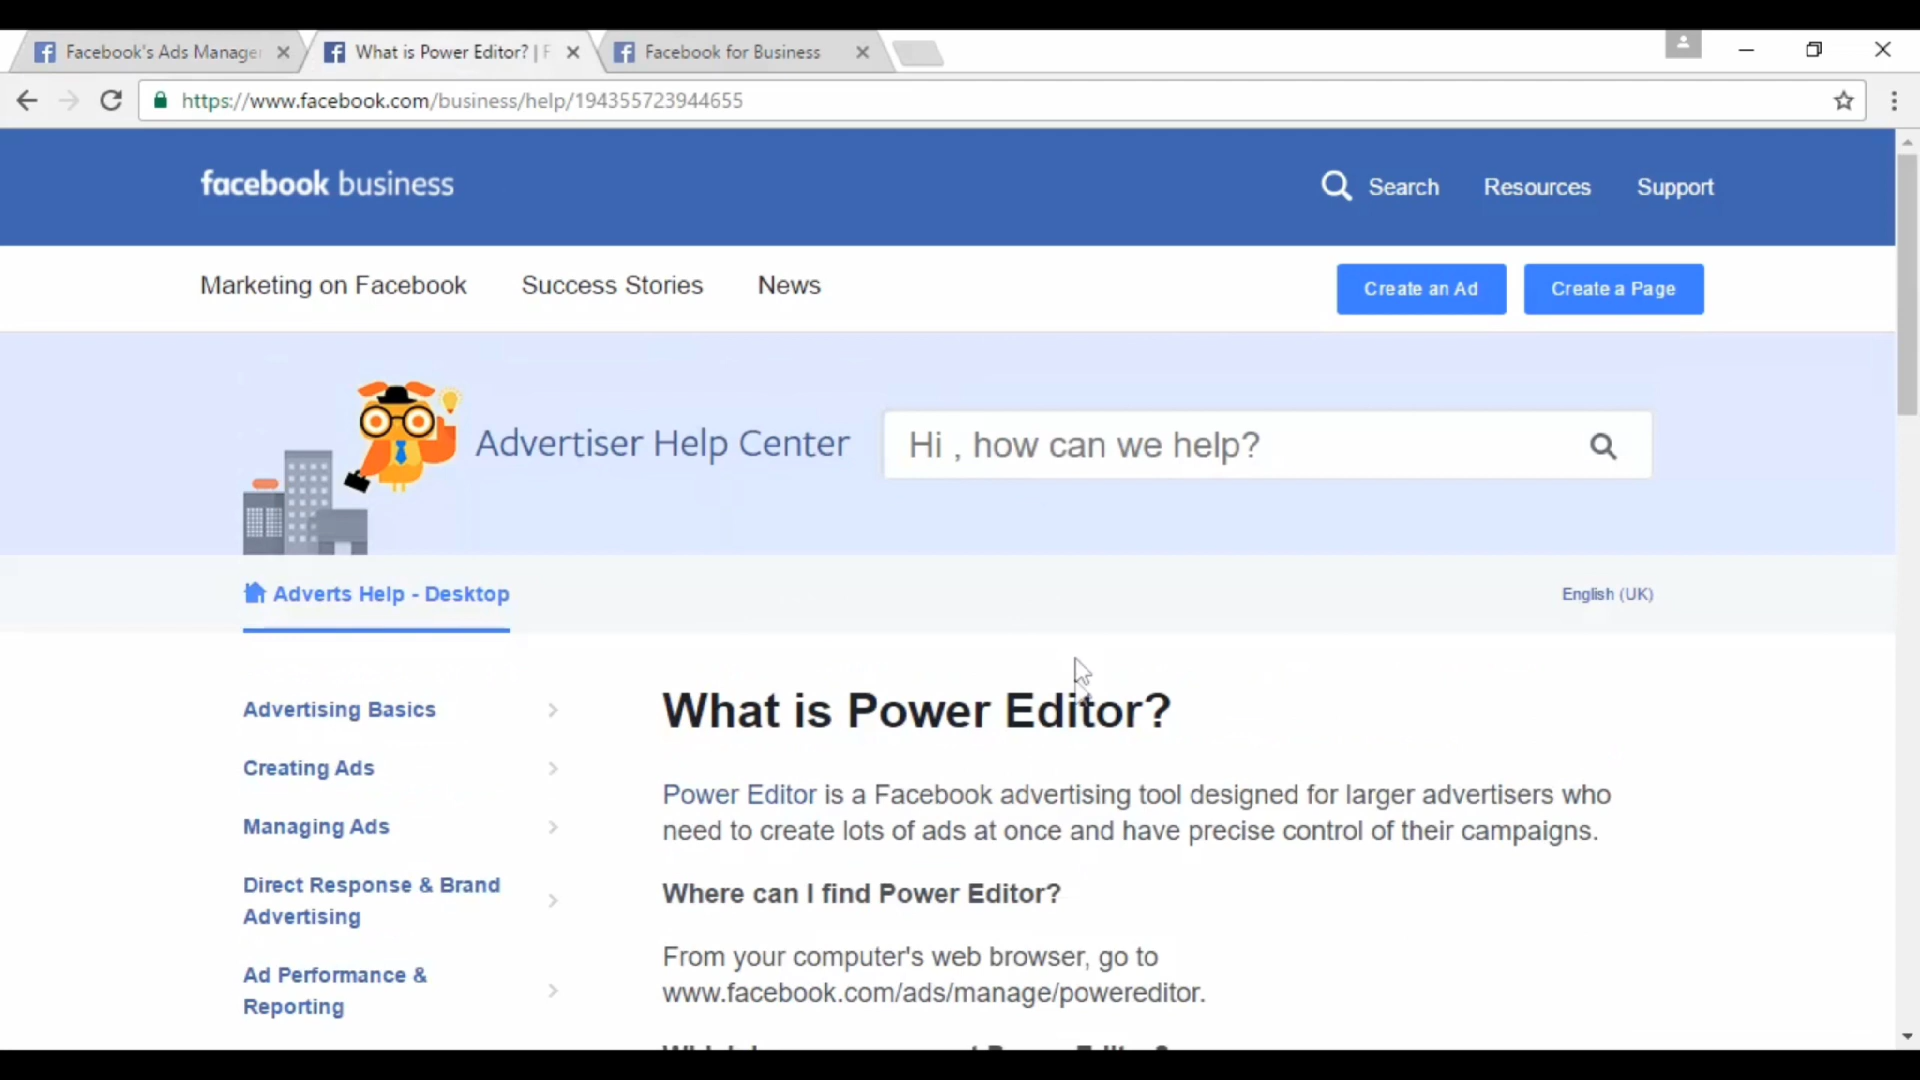 Facebook's Ads Manager
What is Power Editor? | F
Facebook for Business
https://www.facebook.com/business/help/194355723944655
facebook business
Search
Resources
Support
Marketing on Facebook
Success Stories
News
Create an Ad
Create a Page
Advertiser Help Center
Hi , how can we help?
Adverts Help - Desktop
English (UK)
Advertising Basics
Creating Ads
Managing Ads
Direct Response & Brand
Advertising
Ad Performance &
Reporting
What is Power Editor?
Power Editor is a Facebook advertising tool designed for larger advertisers who
need to create lots of ads at once and have precise control of their campaigns.
Where can I find Power Editor?
From your computer's web browser, go to
www.facebook.com/ads/manage/powereditor.